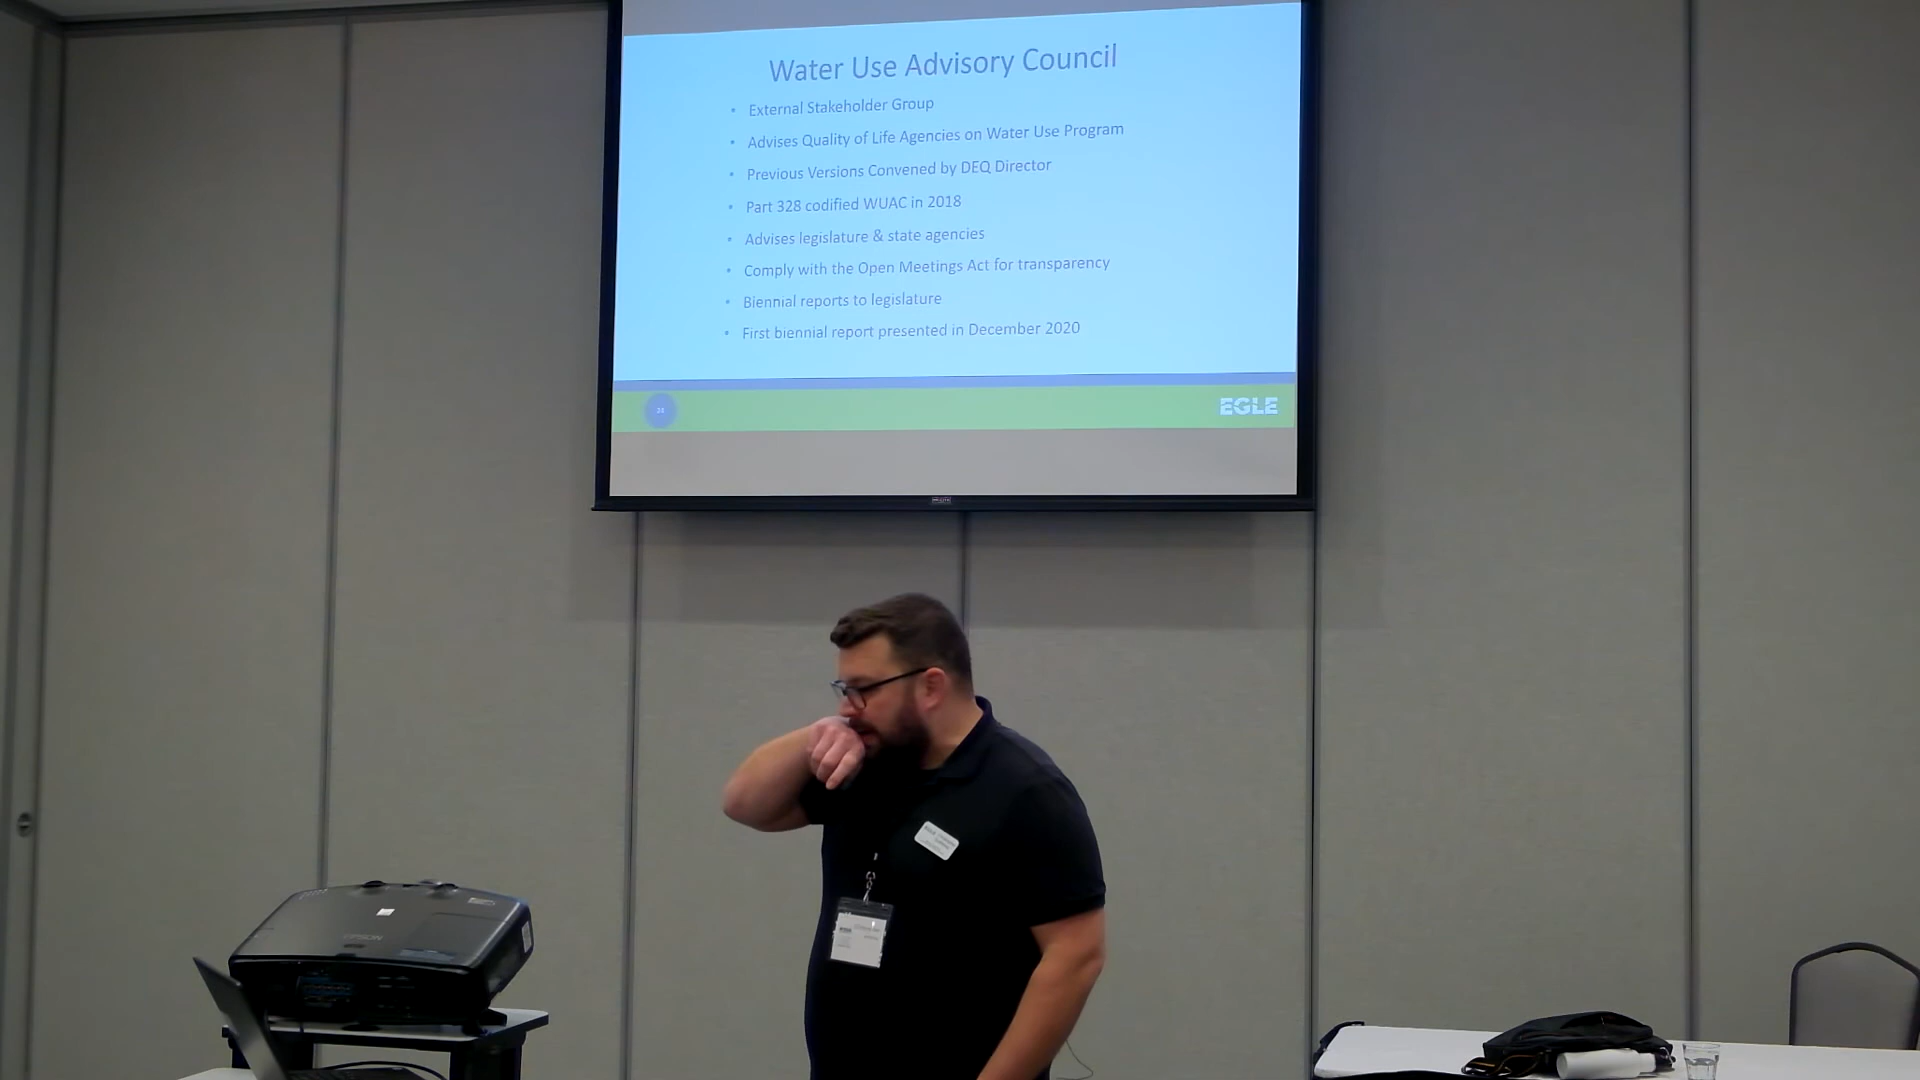 Water Use Advisory Council
• External Stakeholder Group
• Advises Quality of Life Agencies on Water Use Program
• Previous Versions Convened by DEQ Director
• Part 328 codified WUAC in 2018
• Advises legislature & state agencies
• Comply with the Open Meetings Act for transparency
• Biennial reports to legislature
• First biennial report presented in December 2020
EGLE
EPSON